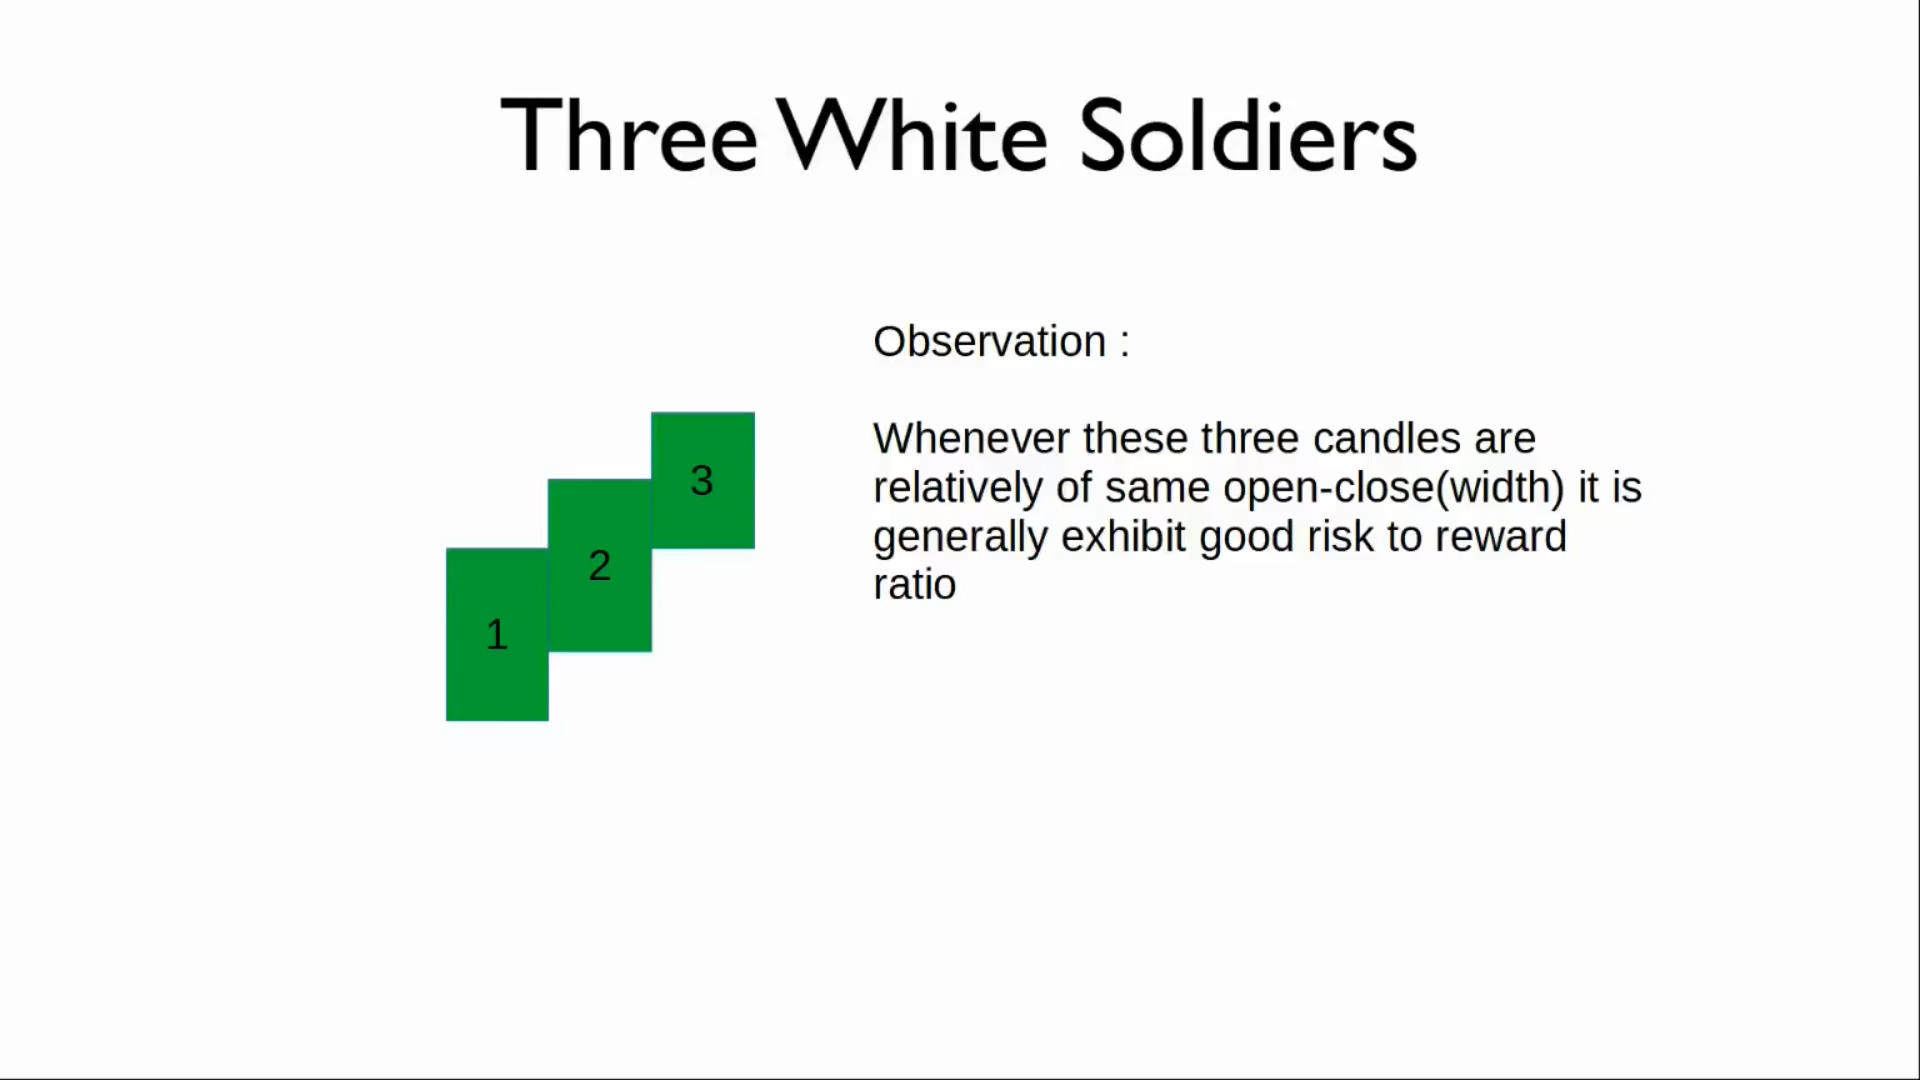 Three White Soldiers
Observation :
Whenever these three candles are
relatively of same open-close(width) it is
generally exhibit good risk to reward
ratio
3
2
1